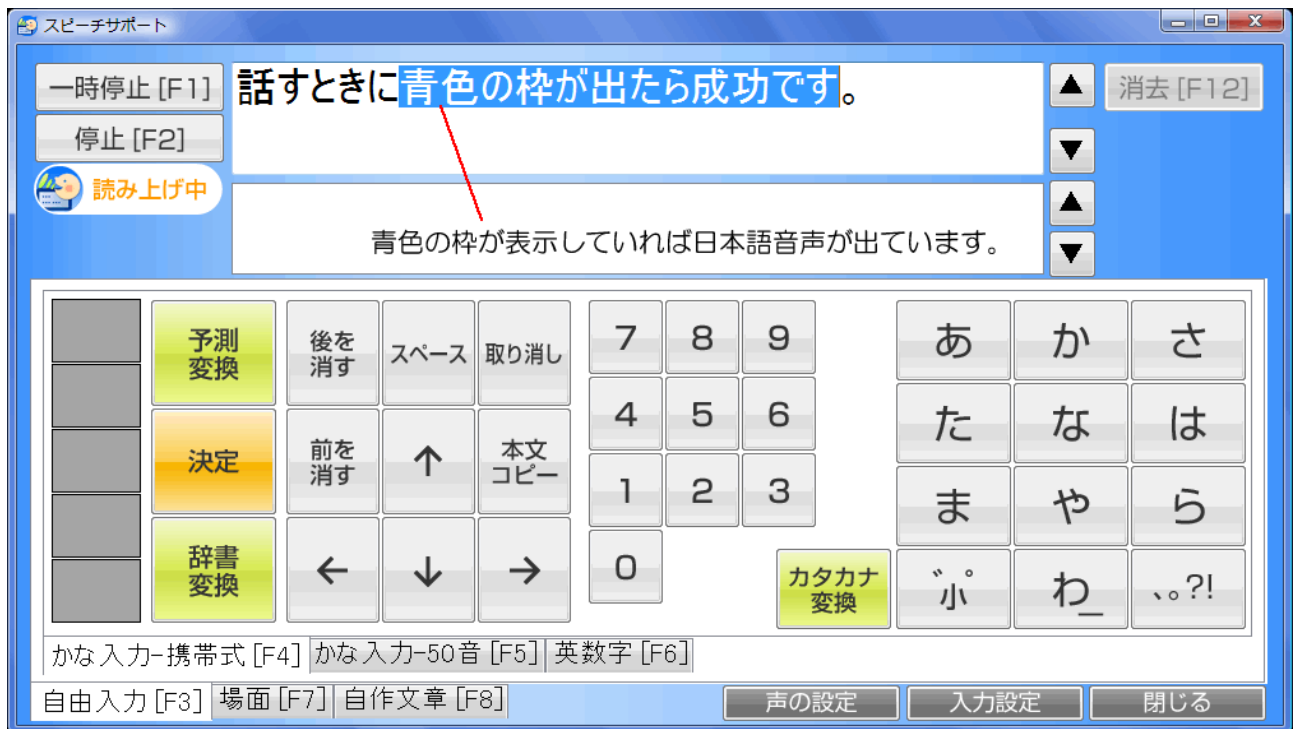 スピーチサポート
一時停止 [F1]
話すときに青色の枠が出たら成功です。
▲
消去 [F12]
停止 [F2]
▼
読み上げ中
▲
青色の枠が表示していれば日本語音声が出ています。
▼
予測変換
後を消す
スペース
取り消し
7 8 9
あ か さ
決定
前を消す
↑
本文コピー
4 5 6
た な は
1 2 3
ま や ら
辞書変換
← ↓ →
0
カタカナ変換
゛小゜
わ_
、。?!
かな入力-携帯式 [F4] かな入力-50音 [F5] 英数字 [F6]
自由入力 [F3] 場面 [F7] 自作文章 [F8]
声の設定 入力設定 閉じる